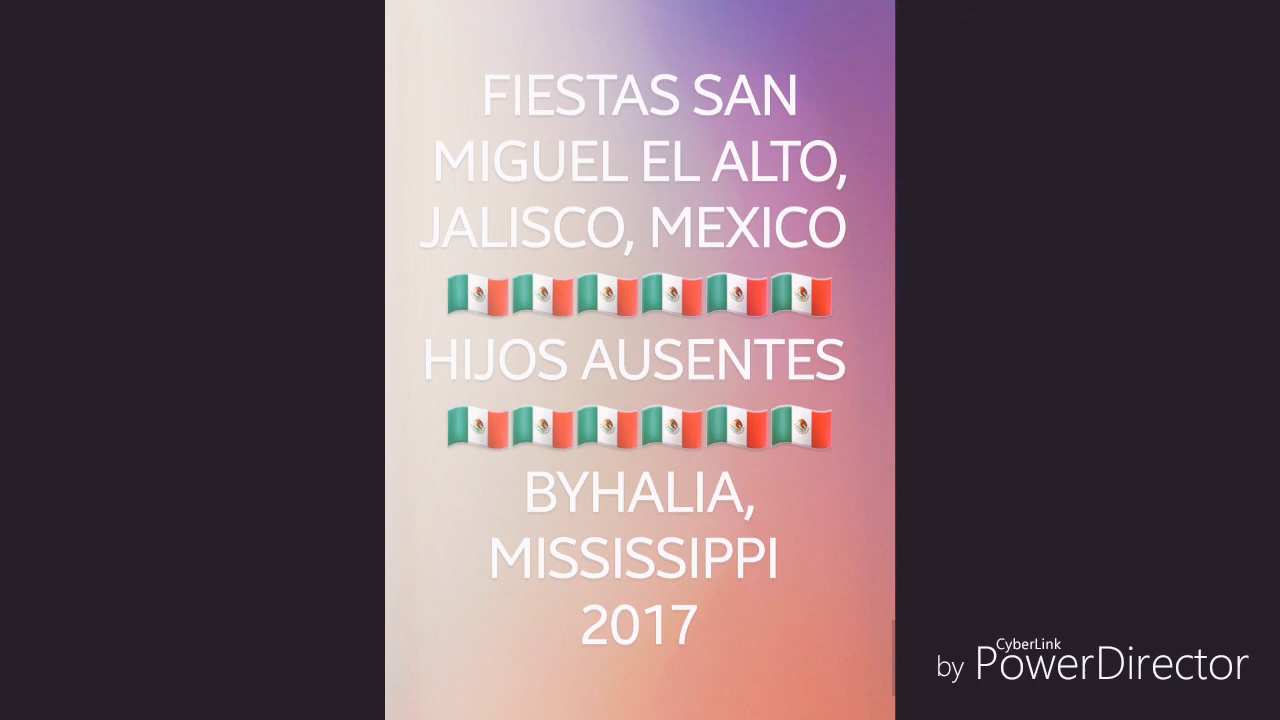 FIESTAS SAN
MIGUEL EL ALTO,
JALISCO, MEXICO
🇲🇽🇲🇽🇲🇽🇲🇽🇲🇽🇲🇽
HIJOS AUSENTES
🇲🇽🇲🇽🇲🇽🇲🇽🇲🇽🇲🇽
BYHALIA,
MISSISSIPPI
2017
by CyberLink PowerDirector